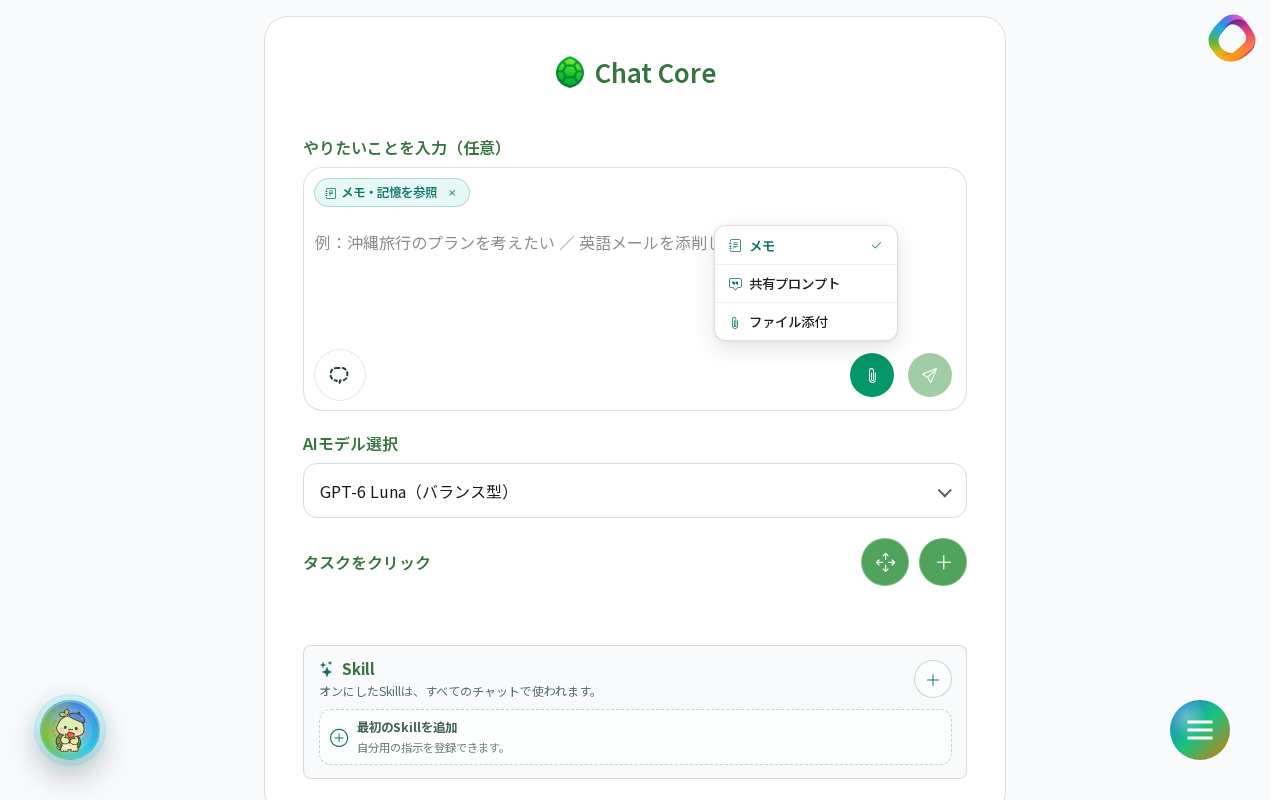 Chat Core
やりたいことを入力（任意）
メモ・記憶を参照 ×
例：沖縄旅行のプランを考えたい ／ 英語メールを添削し
メモ
共有プロンプト
ファイル添付
AIモデル選択
GPT-6 Luna（バランス型）
タスクをクリック
Skill
オンにしたSkillは、すべてのチャットで使われます。
最初のSkillを追加
自分用の指示を登録できます。